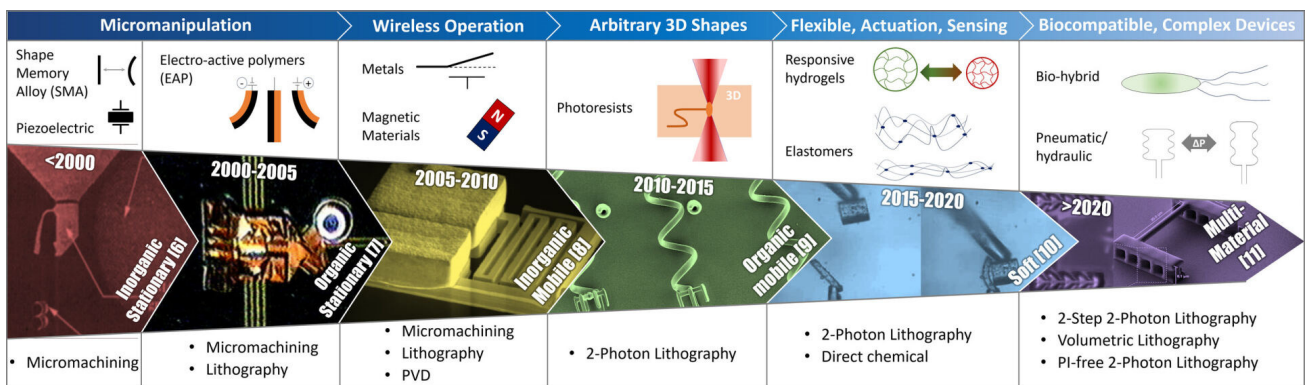 Micromanipulation
Wireless Operation
Arbitrary 3D Shapes
Flexible, Actuation, Sensing
Biocompatible, Complex Devices
Shape
Memory
Alloy (SMA)
Piezoelectric
Electro-active polymers
(EAP)
- +
Metals
Magnetic
Materials
N
S
Photoresists
3D
Responsive
hydrogels
Elastomers
Bio-hybrid
Pneumatic/
hydraulic
ΔP
<2000
Inorganic
Stationary [6]
2000-2005
Organic
Stationary [7]
2005-2010
Inorganic
Mobile [8]
2010-2015
Organic
mobile [9]
2015-2020
Soft [10]
>2020
Multi-
Material
[11]
• Micromachining
• Micromachining
• Lithography
• Micromachining
• Lithography
• PVD
• 2-Photon Lithography
• 2-Photon Lithography
• Direct chemical
• 2-Step 2-Photon Lithography
• Volumetric Lithography
• PI-free 2-Photon Lithography